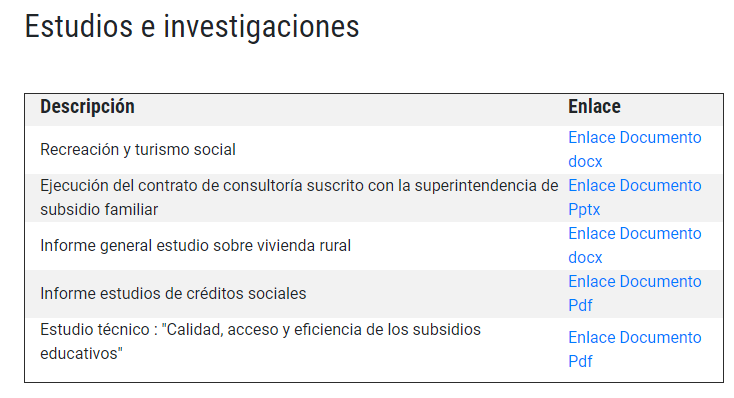 Estudios e investigaciones
Descripción Enlace
Recreación y turismo social Enlace Documento docx
Ejecución del contrato de consultoría suscrito con la superintendencia de subsidio familiar Enlace Documento Pptx
Informe general estudio sobre vivienda rural Enlace Documento docx
Informe estudios de créditos sociales Enlace Documento Pdf
Estudio técnico : "Calidad, acceso y eficiencia de los subsidios educativos" Enlace Documento Pdf